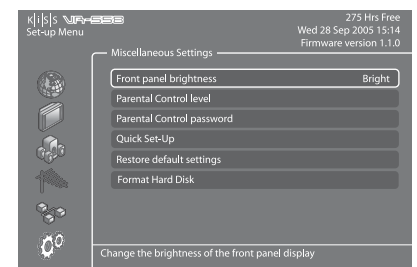 KiSS VR-558
275 Hrs Free
Set-up Menu
Wed 28 Sep 2005 15:14
Firmware version 1.1.0
Miscellaneous Settings
Front panel brightness Bright
Parental Control level
Parental Control password
Quick Set-Up
Restore default settings
Format Hard Disk
Change the brightness of the front panel display